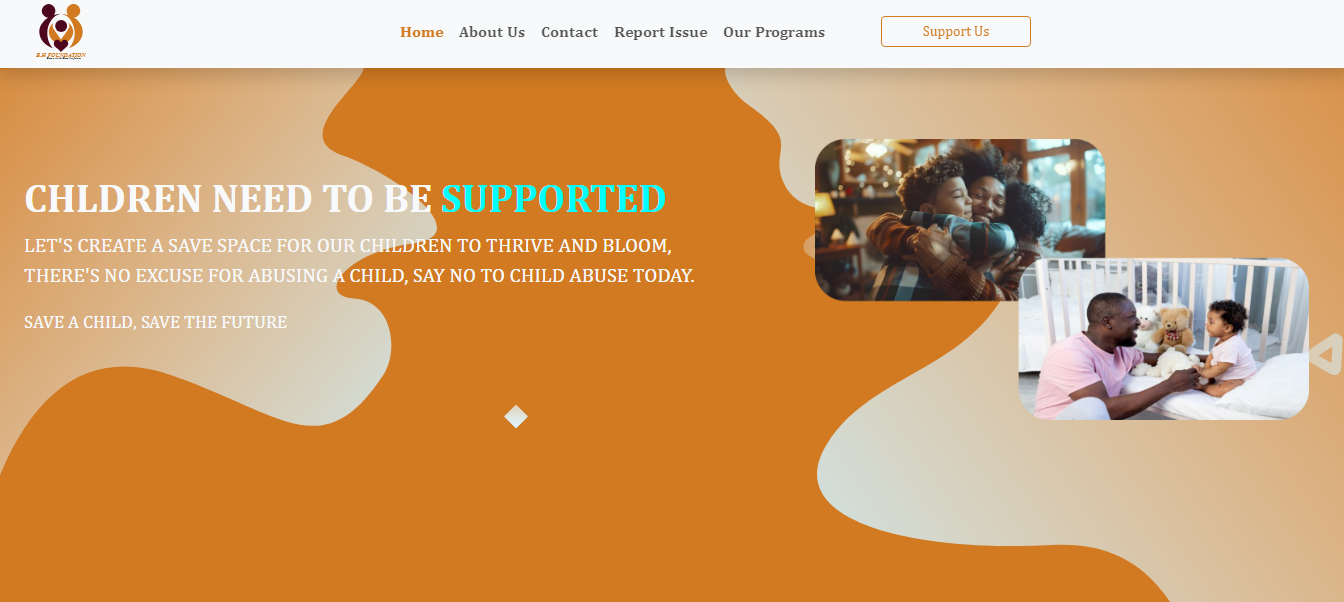 B.H FOUNDATION
Home About Us Contact Report Issue Our Programs Support Us
CHLDREN NEED TO BE SUPPORTED
LET'S CREATE A SAVE SPACE FOR OUR CHILDREN TO THRIVE AND BLOOM,
THERE'S NO EXCUSE FOR ABUSING A CHILD, SAY NO TO CHILD ABUSE TODAY.
SAVE A CHILD, SAVE THE FUTURE